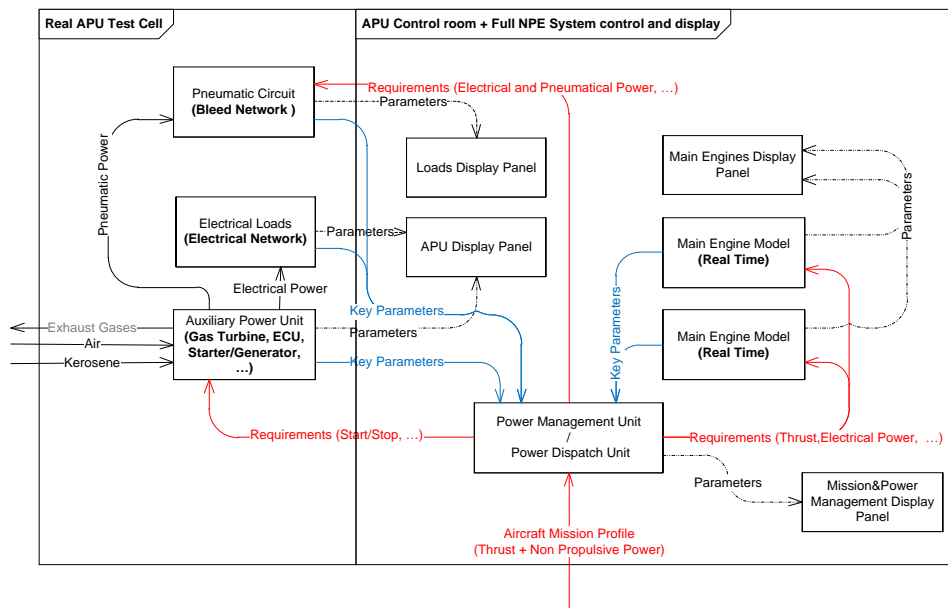 Real APU Test Cell
APU Control room + Full NPE System control and display
Pneumatic Circuit
(Bleed Network )
Requirements (Electrical and Pneumatical Power, …)
Parameters
Loads Display Panel
Main Engines Display
Panel
Pneumatic Power
Electrical Loads
(Electrical Network)
Parameters
APU Display Panel
Main Engine Model
(Real Time)
Parameters
Electrical Power
Key Parameters
Key Parameters
Exhaust Gases
Air
Kerosene
Auxiliary Power Unit
(Gas Turbine, ECU,
Starter/Generator,
…)
Parameters
Key Parameters
Main Engine Model
(Real Time)
Requirements (Start/Stop, …)
Power Management Unit
/
Power Dispatch Unit
Requirements (Thrust,Electrical Power,  …)
Parameters
Mission&Power
Management Display
Panel
Aircraft Mission Profile
(Thrust + Non Propulsive Power)